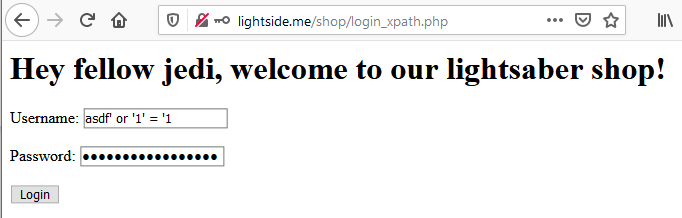 lightside.me/shop/login_xpath.php
Hey fellow jedi, welcome to our lightsaber shop!
Username: asdf' or '1' = '1
Password: •••••••••••••••••
Login